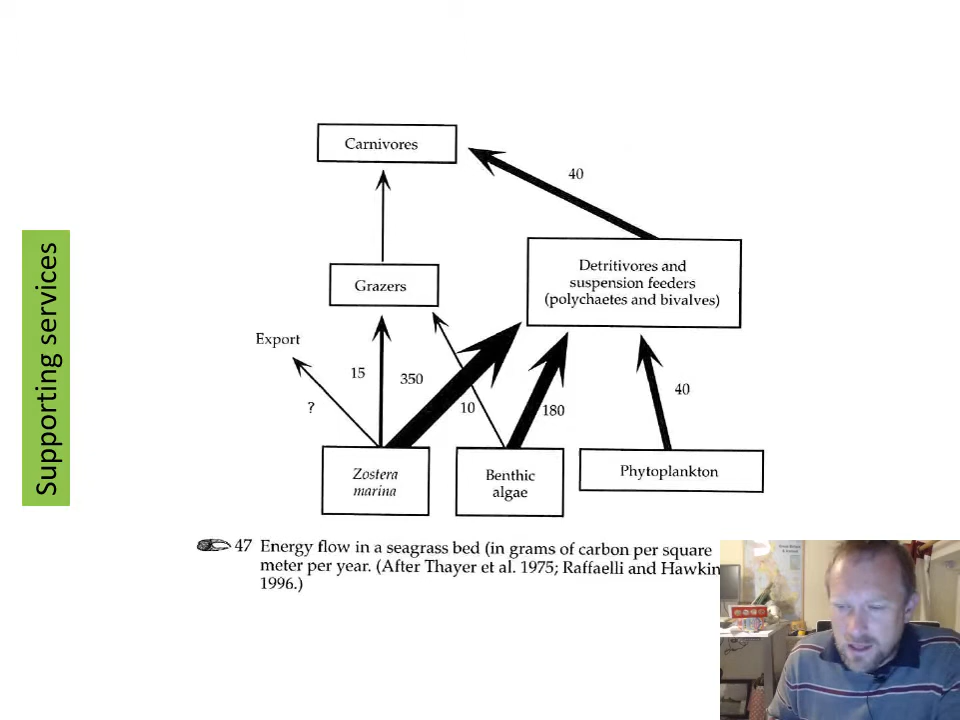 Supporting services
Carnivores
40
Detritivores and
suspension feeders
(polychaetes and bivalves)
Grazers
Export
15
350
?
10
180
40
Zostera
marina
Benthic
algae
Phytoplankton
47 Energy flow in a seagrass bed (in grams of carbon per square
meter per year. (After Thayer et al. 1975; Raffaelli and Hawkin
1996.)